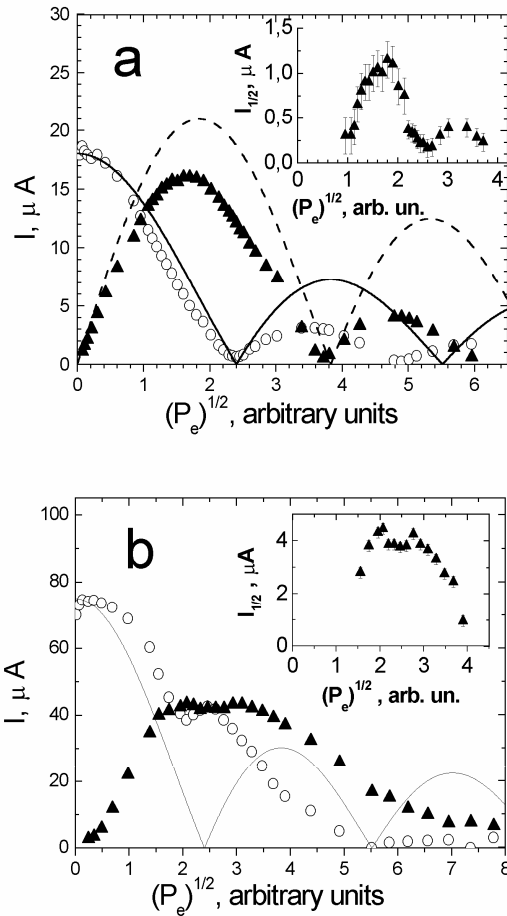 a
30
25
20
15
10
5
0
I, μ A
0 1 2 3 4 5 6
(Pₑ)^1/2, arbitrary units
1,5
1,0
0,5
0,0
I₁/₂, μ A
0 1 2 3 4
(Pₑ)^1/2, arb. un.
b
100
80
60
40
20
0
I, μ A
0 1 2 3 4 5 6 7 8
(Pₑ)^1/2, arbitrary units
4
2
0
I₁/₂, μA
0 1 2 3 4
(Pₑ)^1/2 , arb. un.